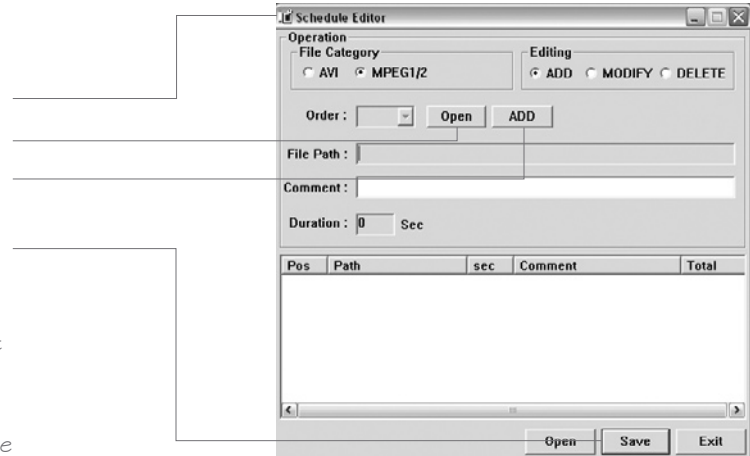 Schedule Editor
Operation
File Category
Editing
AVI MPEG1/2
ADD MODIFY DELETE
Order : Open ADD
File Path :
Comment :
Duration : 0 Sec
Pos Path sec Comment Total
e
Open Save Exit